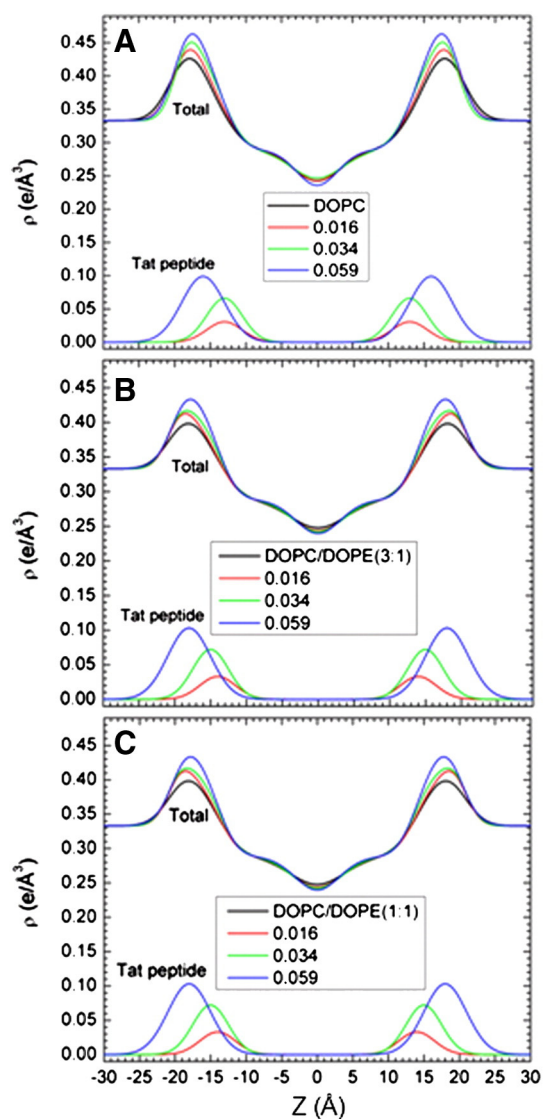 A
ρ (e/Å³)
0.45
0.40
0.35
0.30
0.25
0.20
0.15
0.10
0.05
0.00
Total
DOPC
0.016
0.034
0.059
Tat peptide
B
ρ (e/Å³)
0.45
0.40
0.35
0.30
0.25
0.20
0.15
0.10
0.05
0.00
Total
DOPC/DOPE(3:1)
0.016
0.034
0.059
Tat peptide
C
ρ (e/Å³)
0.45
0.40
0.35
0.30
0.25
0.20
0.15
0.10
0.05
0.00
Total
DOPC/DOPE(1:1)
0.016
0.034
0.059
Tat peptide
-30 -25 -20 -15 -10 -5 0 5 10 15 20 25 30
Z (Å)